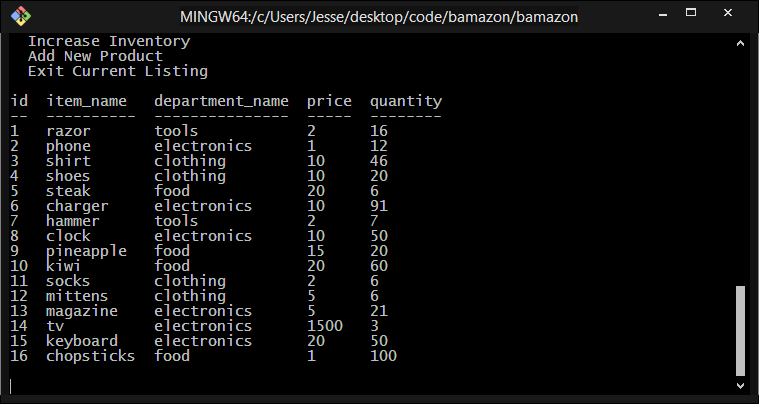 MINGW64:/c/Users/Jesse/desktop/code/bamazon/bamazon
Increase Inventory
Add New Product
Exit Current Listing
id  item_name   department_name  price  quantity
--  ----------  ---------------  -----  --------
1   razor       tools            2      16
2   phone       electronics      1      12
3   shirt       clothing         10     46
4   shoes       clothing         10     20
5   steak       food             20     6
6   charger     electronics      10     91
7   hammer      tools            2      7
8   clock       electronics      10     50
9   pineapple   food             15     20
10  kiwi        food             20     60
11  socks       clothing         2      6
12  mittens     clothing         5      6
13  magazine    electronics      5      21
14  tv          electronics      1500   3
15  keyboard    electronics      20     50
16  chopsticks  food             1      100